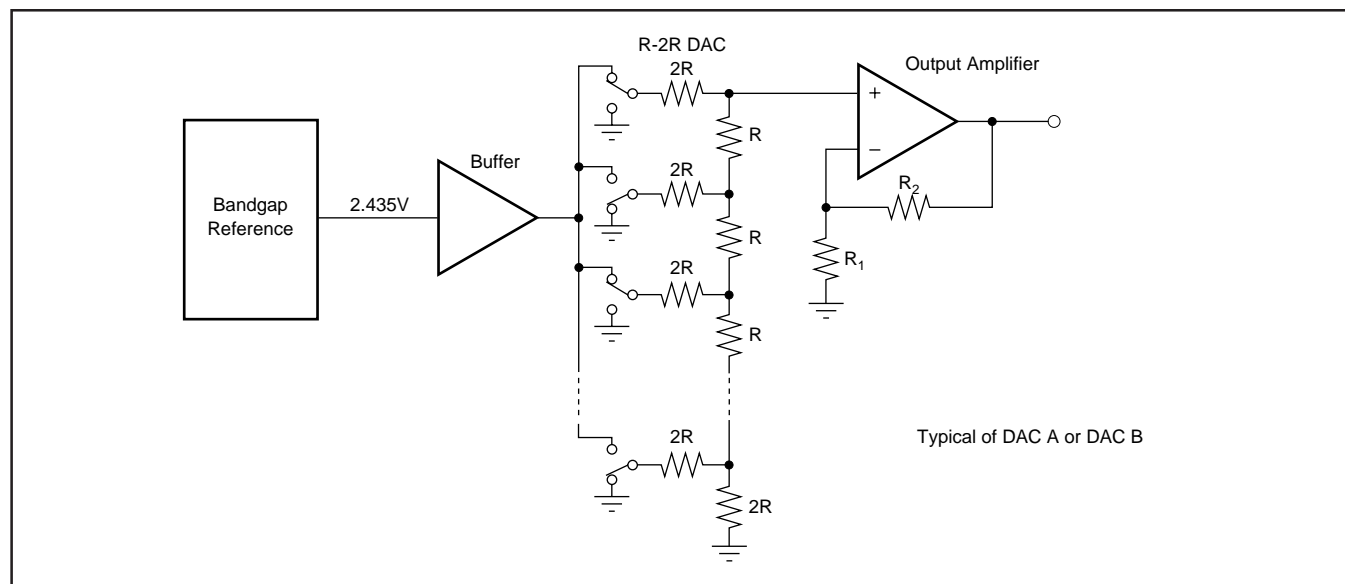 R-2R DAC
2R
Output Amplifier
+
R
–
Buffer
2R
R2
Bandgap
Reference
2.435V
R
R1
2R
R
2R
Typical of DAC A or DAC B
2R